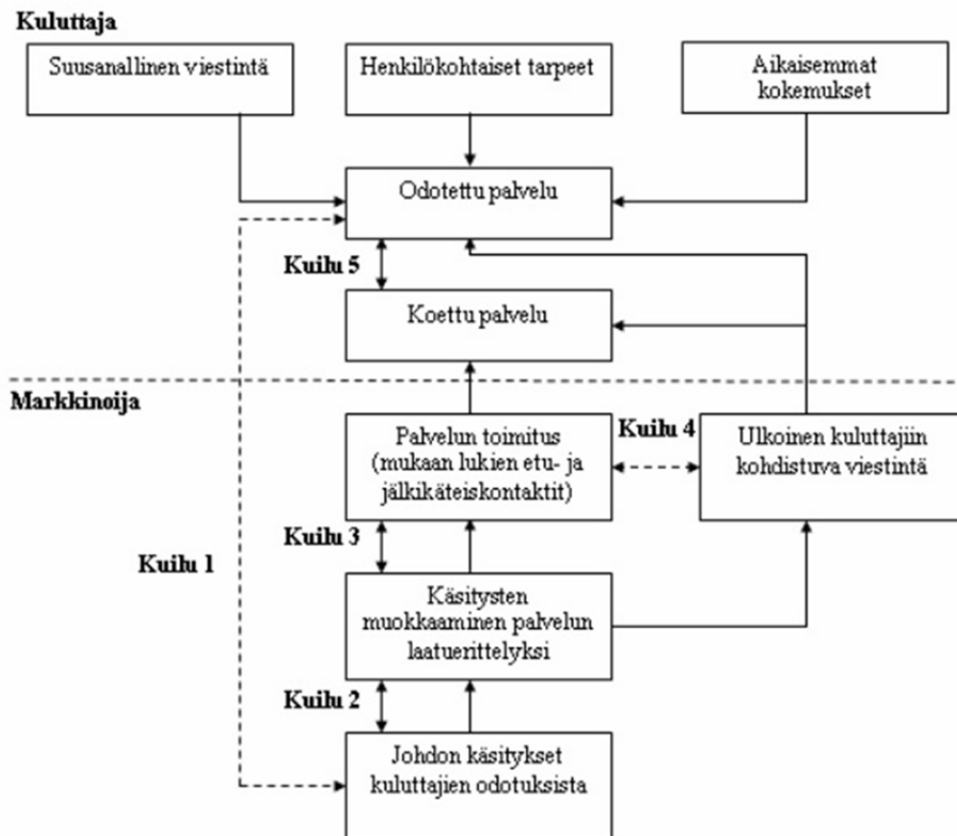 Kuluttaja
Suusanallinen viestintä
Henkilökohtaiset tarpeet
Aikaisemmat
kokemukset
Odotettu palvelu
Kuilu 5
Koettu palvelu
Markkinoija
Palvelun toimitus
(mukaan lukien etu- ja
jälkikäteiskontaktit)
Kuilu 4
Ulkoinen kuluttajiin
kohdistuva viestintä
Kuilu 3
Kuilu 1
Käsitysten
muokkaaminen palvelun
laatuerittelyksi
Kuilu 2
Johdon käsitykset
kuluttajien odotuksista